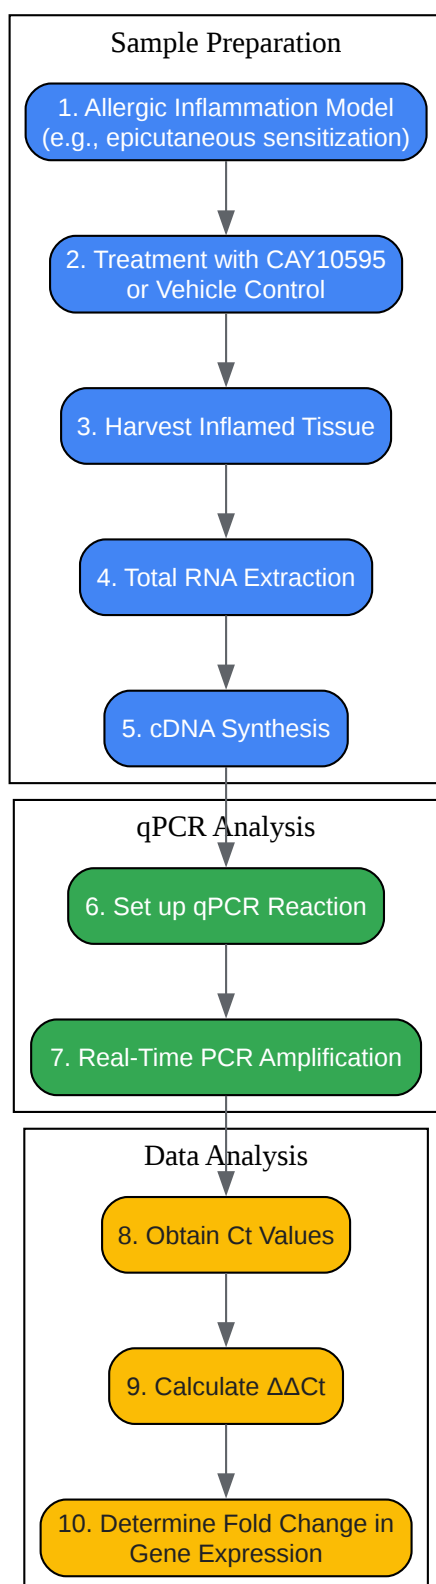 Sample Preparation
1. Allergic Inflammation Model
(e.g., epicutaneous sensitization)
2. Treatment with CAY10595
or Vehicle Control
3. Harvest Inflamed Tissue
4. Total RNA Extraction
5. cDNA Synthesis
qPCR Analysis
6. Set up qPCR Reaction
7. Real-Time PCR Amplification
Data Analysis
8. Obtain Ct Values
9. Calculate ΔΔCt
10. Determine Fold Change in
Gene Expression